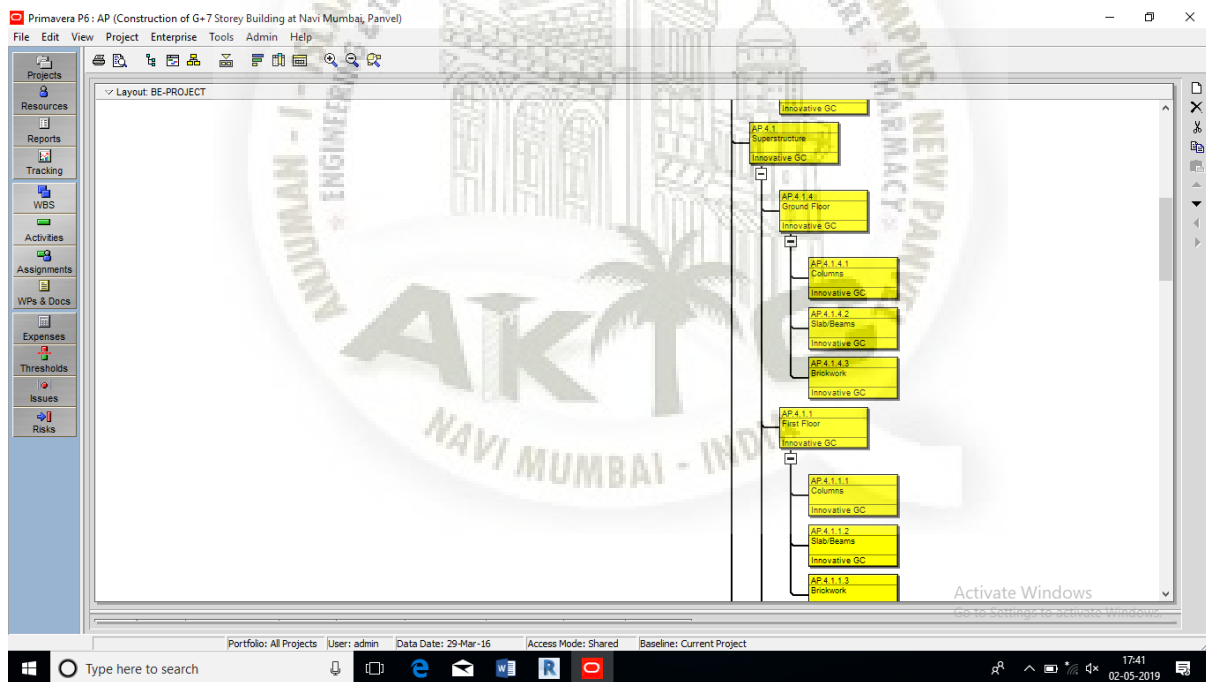 Primavera P6 : AP (Construction of G+7 Storey Building at Navi Mumbai, Panvel)
File Edit View Project Enterprise Tools Admin Help
Projects
Resources
Reports
Tracking
WBS
Activities
Assignments
WPs & Docs
Expenses
Thresholds
Issues
Risks
Layout: BE-PROJECT
Innovative GC
AP.4.1
Superstructure
Innovative GC
AP.4.1.4
Ground Floor
Innovative GC
AP.4.1.4.1
Columns
Innovative GC
AP.4.1.4.2
Slab/Beams
Innovative GC
AP.4.1.4.3
Brickwork
Innovative GC
AP.4.1.1
First Floor
Innovative GC
AP.4.1.1.1
Columns
Innovative GC
AP.4.1.1.2
Slab/Beams
Innovative GC
AP.4.1.1.3
Brickwork
ENGINEERING &
PHARMACY
NEW PANVEL
AKTC
NAVI MUMBAI - INDIA
Activate Windows
Go to Settings to activate Windows.
Portfolio: All Projects User: admin Data Date: 29-Mar-16 Access Mode: Shared Baseline: Current Project
Type here to search
17:41
02-05-2019